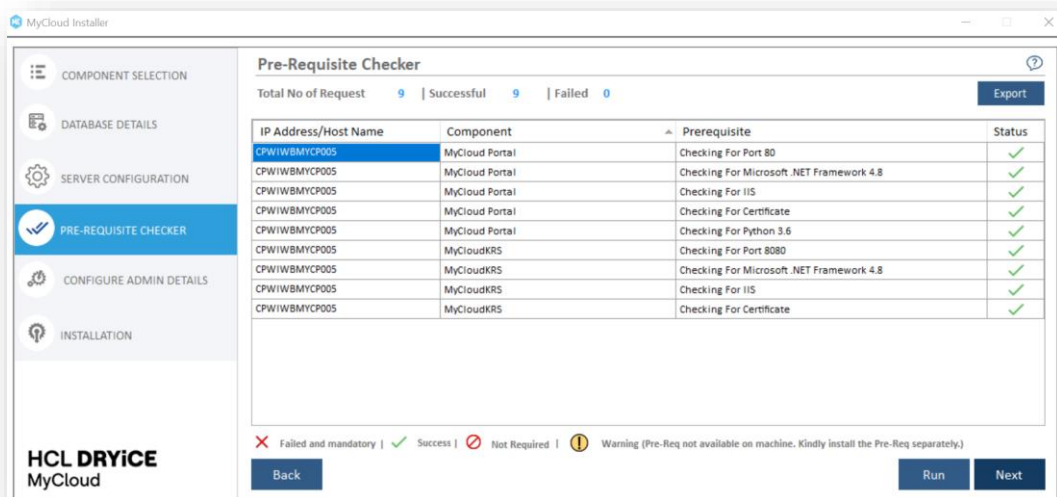 MyCloud Installer
COMPONENT SELECTION
DATABASE DETAILS
SERVER CONFIGURATION
PRE-REQUISITE CHECKER
CONFIGURE ADMIN DETAILS
INSTALLATION
HCL DRYiCE
MyCloud
Pre-Requisite Checker
Total No of Request 9 | Successful 9 | Failed 0
Export
IP Address/Host Name Component Prerequisite Status
CPWIWBMYCP005 MyCloud Portal Checking For Port 80
CPWIWBMYCP005 MyCloud Portal Checking For Microsoft .NET Framework 4.8
CPWIWBMYCP005 MyCloud Portal Checking For IIS
CPWIWBMYCP005 MyCloud Portal Checking For Certificate
CPWIWBMYCP005 MyCloud Portal Checking For Python 3.6
CPWIWBMYCP005 MyCloudKRS Checking For Port 8080
CPWIWBMYCP005 MyCloudKRS Checking For Microsoft .NET Framework 4.8
CPWIWBMYCP005 MyCloudKRS Checking For IIS
CPWIWBMYCP005 MyCloudKRS Checking For Certificate
Failed and mandatory | Success | Not Required | Warning (Pre-Req not available on machine. Kindly install the Pre-Req separately.)
Back Run Next